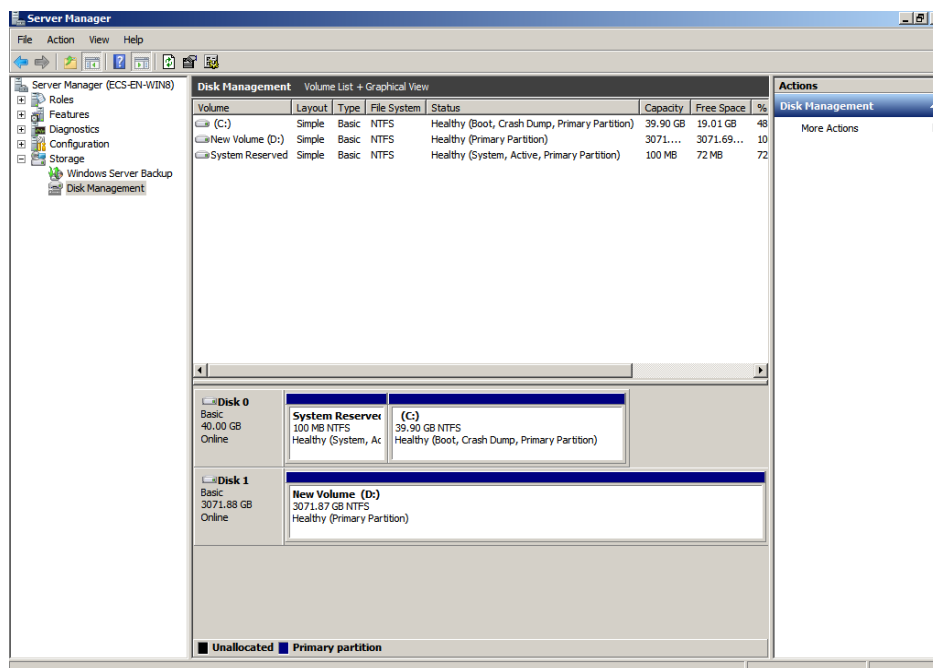 Server Manager
File Action View Help
Server Manager (ECS-EN-WIN8)
Roles
Features
Diagnostics
Configuration
Storage
Windows Server Backup
Disk Management
Disk Management Volume List + Graphical View
Volume Layout Type File System Status Capacity Free Space %
(C:) Simple Basic NTFS Healthy (Boot, Crash Dump, Primary Partition) 39.90 GB 19.01 GB 48
New Volume (D:) Simple Basic NTFS Healthy (Primary Partition) 3071.... 3071.69... 10
System Reserved Simple Basic NTFS Healthy (System, Active, Primary Partition) 100 MB 72 MB 72
Disk 0
Basic
40.00 GB
Online
System Reserve
100 MB NTFS
Healthy (System, Ac
(C:)
39.90 GB NTFS
Healthy (Boot, Crash Dump, Primary Partition)
Disk 1
Basic
3071.88 GB
Online
New Volume (D:)
3071.87 GB NTFS
Healthy (Primary Partition)
Unallocated Primary partition
Actions
Disk Management
More Actions